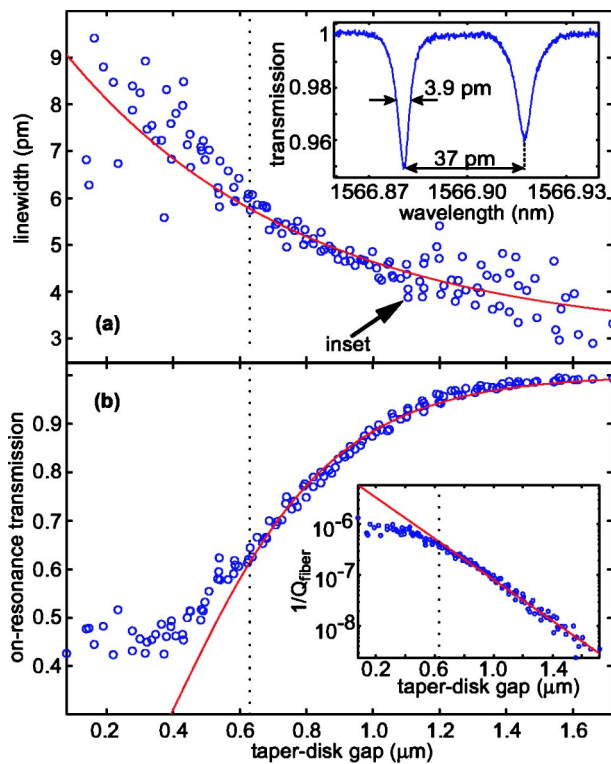 9
8
7
6
5
4
3
linewidth (pm)
(a)
inset
1
0.98
0.96
transmission
3.9 pm
37 pm
1566.87
1566.90
1566.93
wavelength (nm)
0.9
0.8
0.7
0.6
0.5
0.4
on-resonance transmission
(b)
10-6
10-7
10-8
1/Qfiber
0.2
0.6
1.0
1.4
taper-disk gap (μm)
0.2
0.4
0.6
0.8
1.0
1.2
1.4
1.6
taper-disk gap (μm)